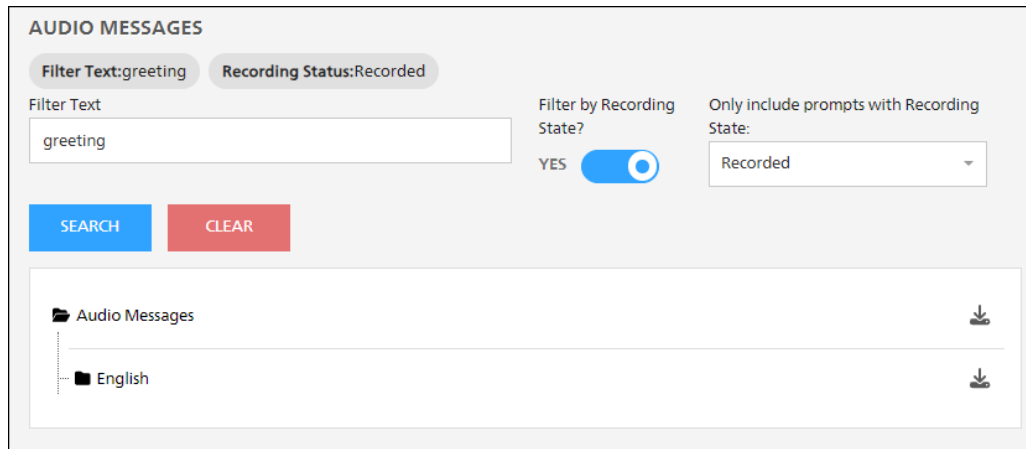 AUDIO MESSAGES
Filter Text:greeting Recording Status:Recorded
Filter Text
greeting
Filter by Recording
State?
YES
Only include prompts with Recording
State:
Recorded
SEARCH CLEAR
Audio Messages
English